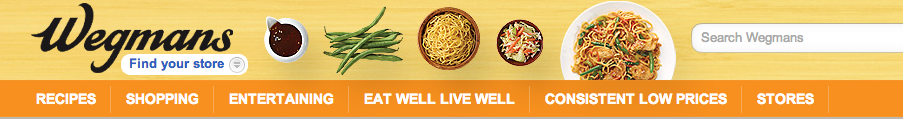 Wegmans
Find your store
Search Wegmans
RECIPES SHOPPING ENTERTAINING EAT WELL LIVE WELL CONSISTENT LOW PRICES STORES